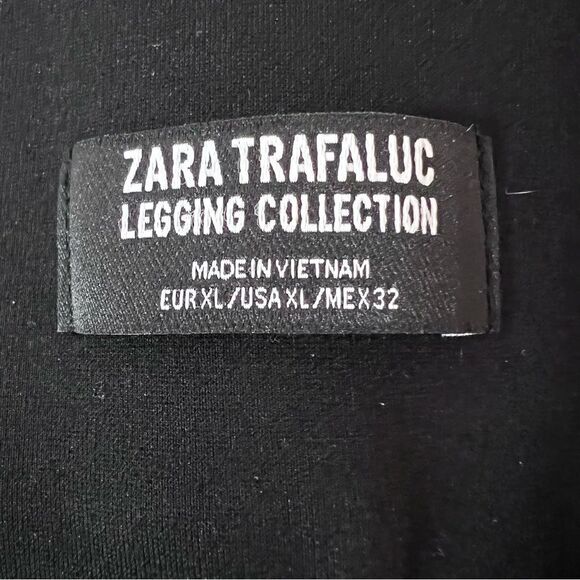 ZARA TRAFALUC
LEGGING COLLECTION
MADE IN VIETNAM
EUR XL/USA XL/MEX 32